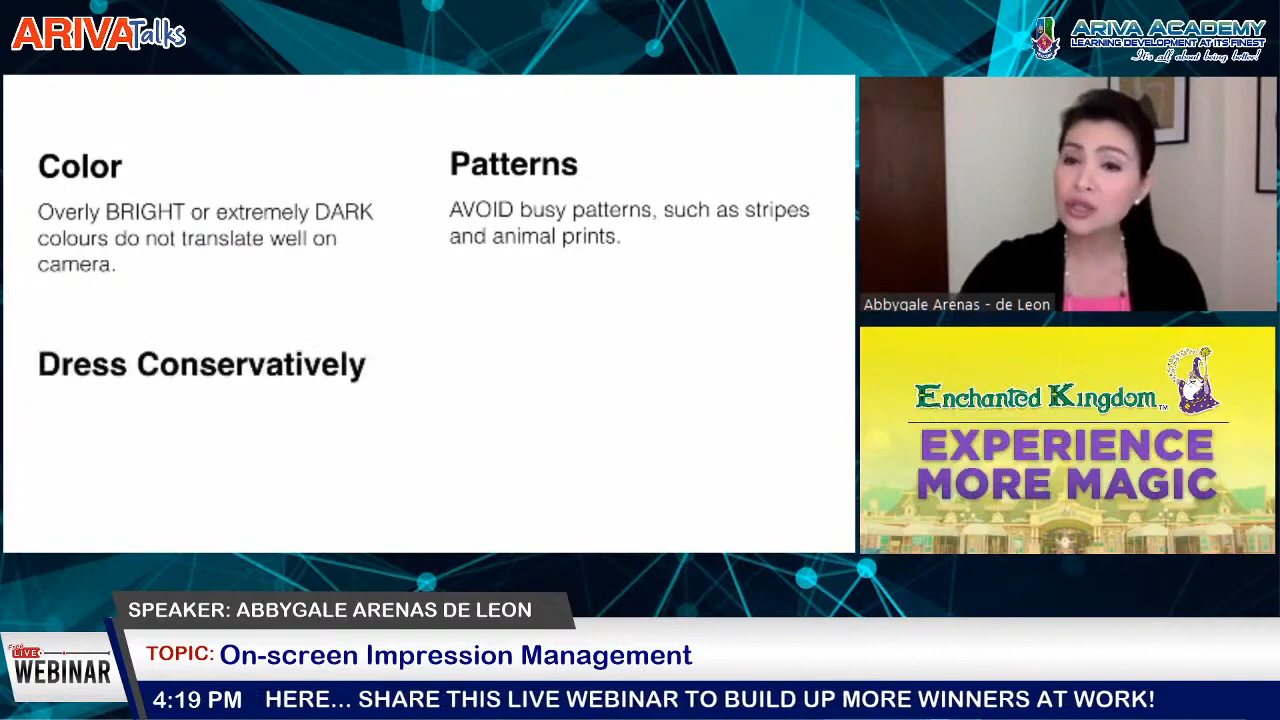 ARIVATalks
ARIVA ACADEMY
LEARNING DEVELOPMENT AT ITS FINEST
It's all about being better!
Color
Overly BRIGHT or extremely DARK
colours do not translate well on
camera.
Patterns
AVOID busy patterns, such as stripes
and animal prints.
Dress Conservatively
Abbygale Arenas - de Leon
Enchanted Kingdom™
EXPERIENCE
MORE MAGIC
SPEAKER: ABBYGALE ARENAS DE LEON
Free LIVE
WEBINAR
TOPIC: On-screen Impression Management
4:19 PM HERE... SHARE THIS LIVE WEBINAR TO BUILD UP MORE WINNERS AT WORK!